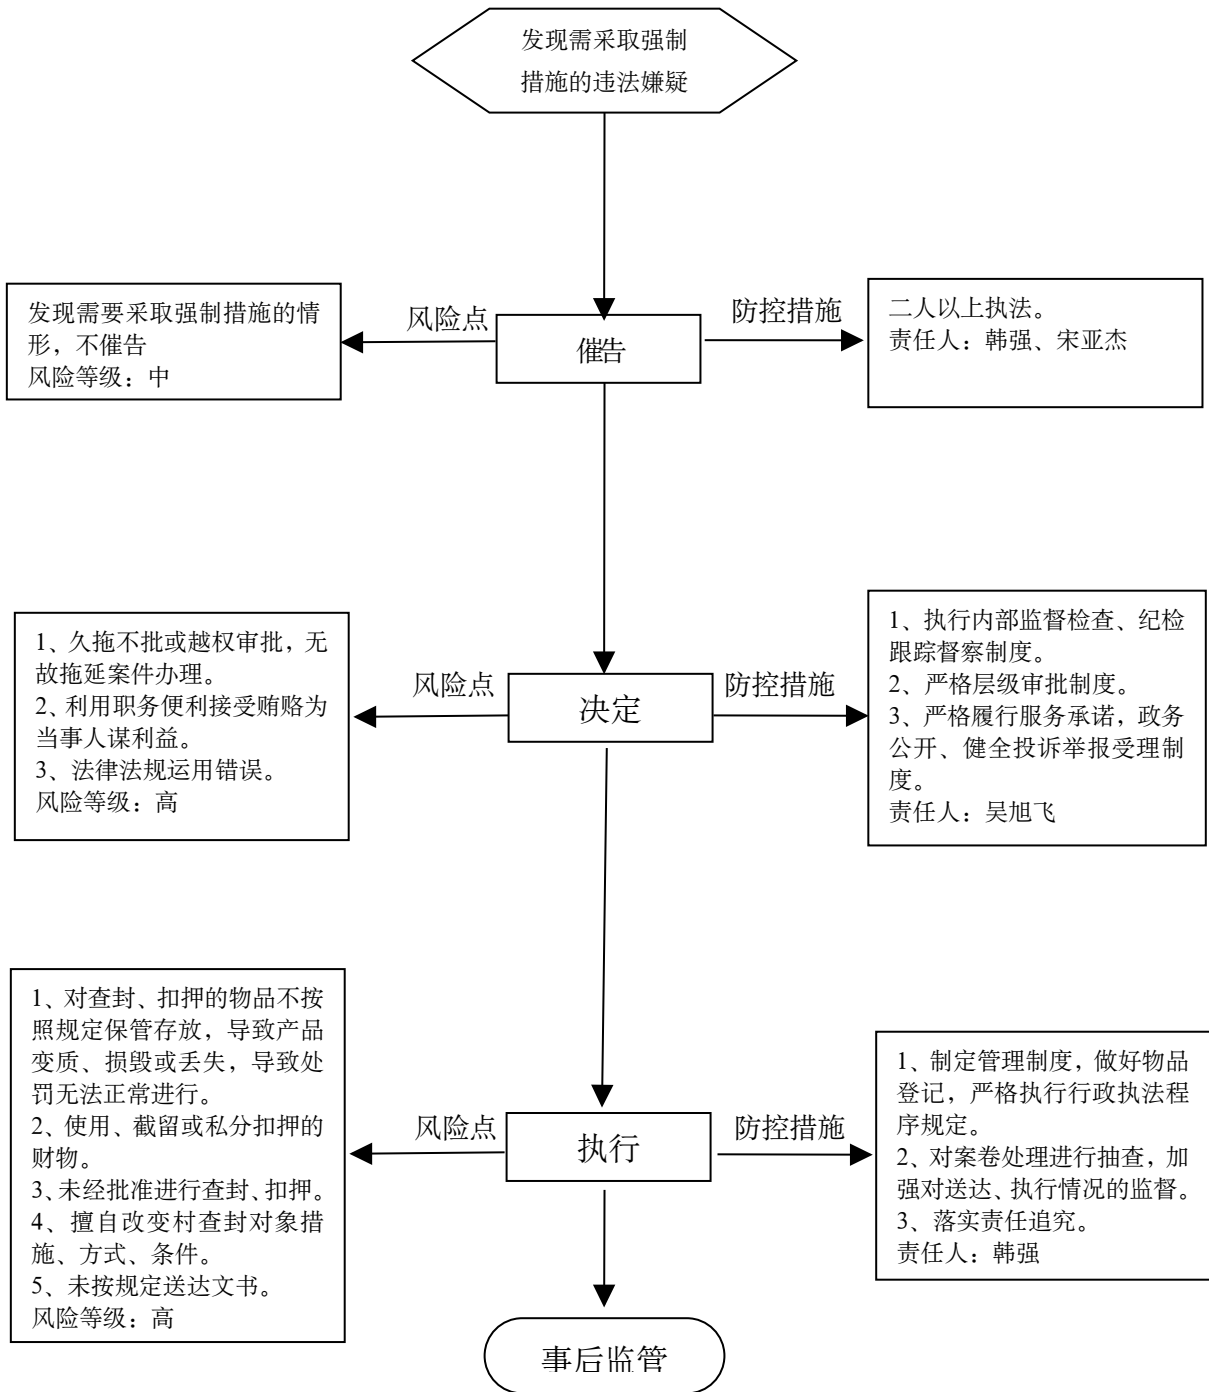 发现需采取强制
措施的违法嫌疑
发现需要采取强制措施的情
形，不催告
风险等级：中
风险点
催告
防控措施
二人以上执法。
责任人：韩强、宋亚杰
1、久拖不批或越权审批，无
故拖延案件办理。
2、利用职务便利接受贿赂为
当事人谋利益。
3、法律法规运用错误。
风险等级：高
风险点
决定
防控措施
1、执行内部监督检查、纪检
跟踪督察制度。
2、严格层级审批制度。
3、严格履行服务承诺，政务
公开、健全投诉举报受理制
度。
责任人：吴旭飞
1、对查封、扣押的物品不按
照规定保管存放，导致产品
变质、损毁或丢失，导致处
罚无法正常进行。
2、使用、截留或私分扣押的
财物。
3、未经批准进行查封、扣押。
4、擅自改变村查封对象措
施、方式、条件。
5、未按规定送达文书。
风险等级：高
风险点
执行
防控措施
1、制定管理制度，做好物品
登记，严格执行行政执法程
序规定。
2、对案卷处理进行抽查，加
强对送达、执行情况的监督。
3、落实责任追究。
责任人：韩强
事后监管